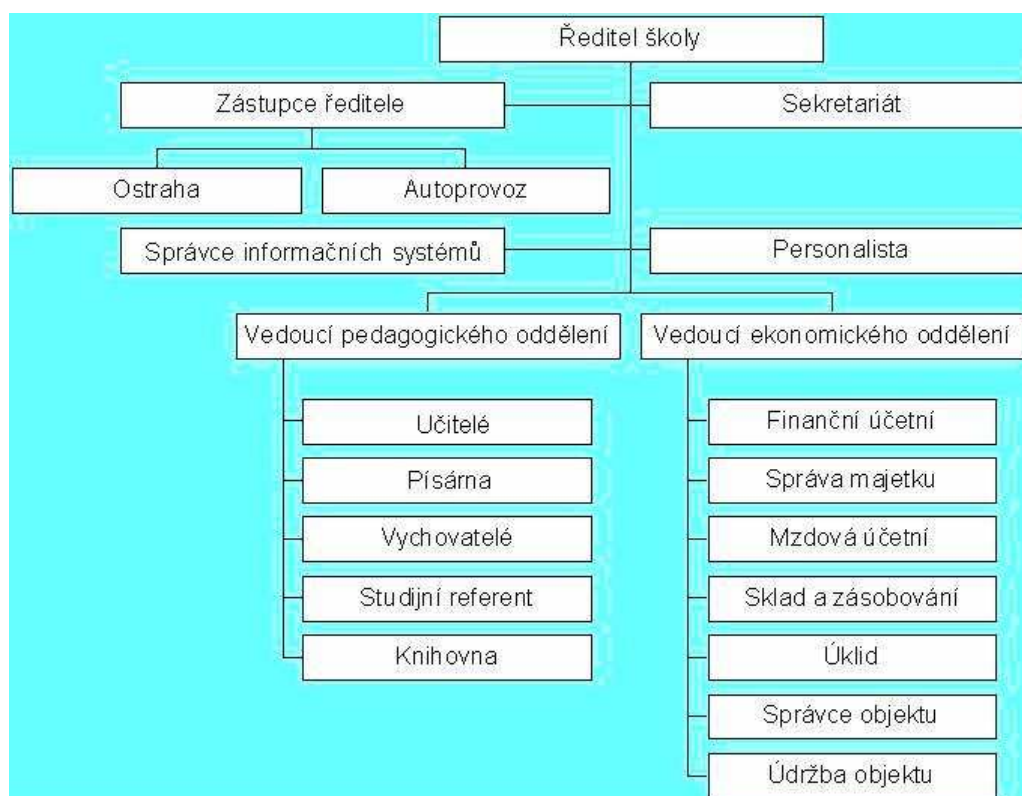 Ředitel školy
Zástupce ředitele
Sekretariát
Ostraha
Autoprovoz
Správce informačních systémů
Personalista
Vedoucí pedagogického oddělení
Vedoucí ekonomického oddělení
Učitelé
Písárna
Vychovatelé
Studijní referent
Knihovna
Finanční účetní
Správa majetku
Mzdová účetní
Sklad a zásobování
Úklid
Správce objektu
Údržba objektu